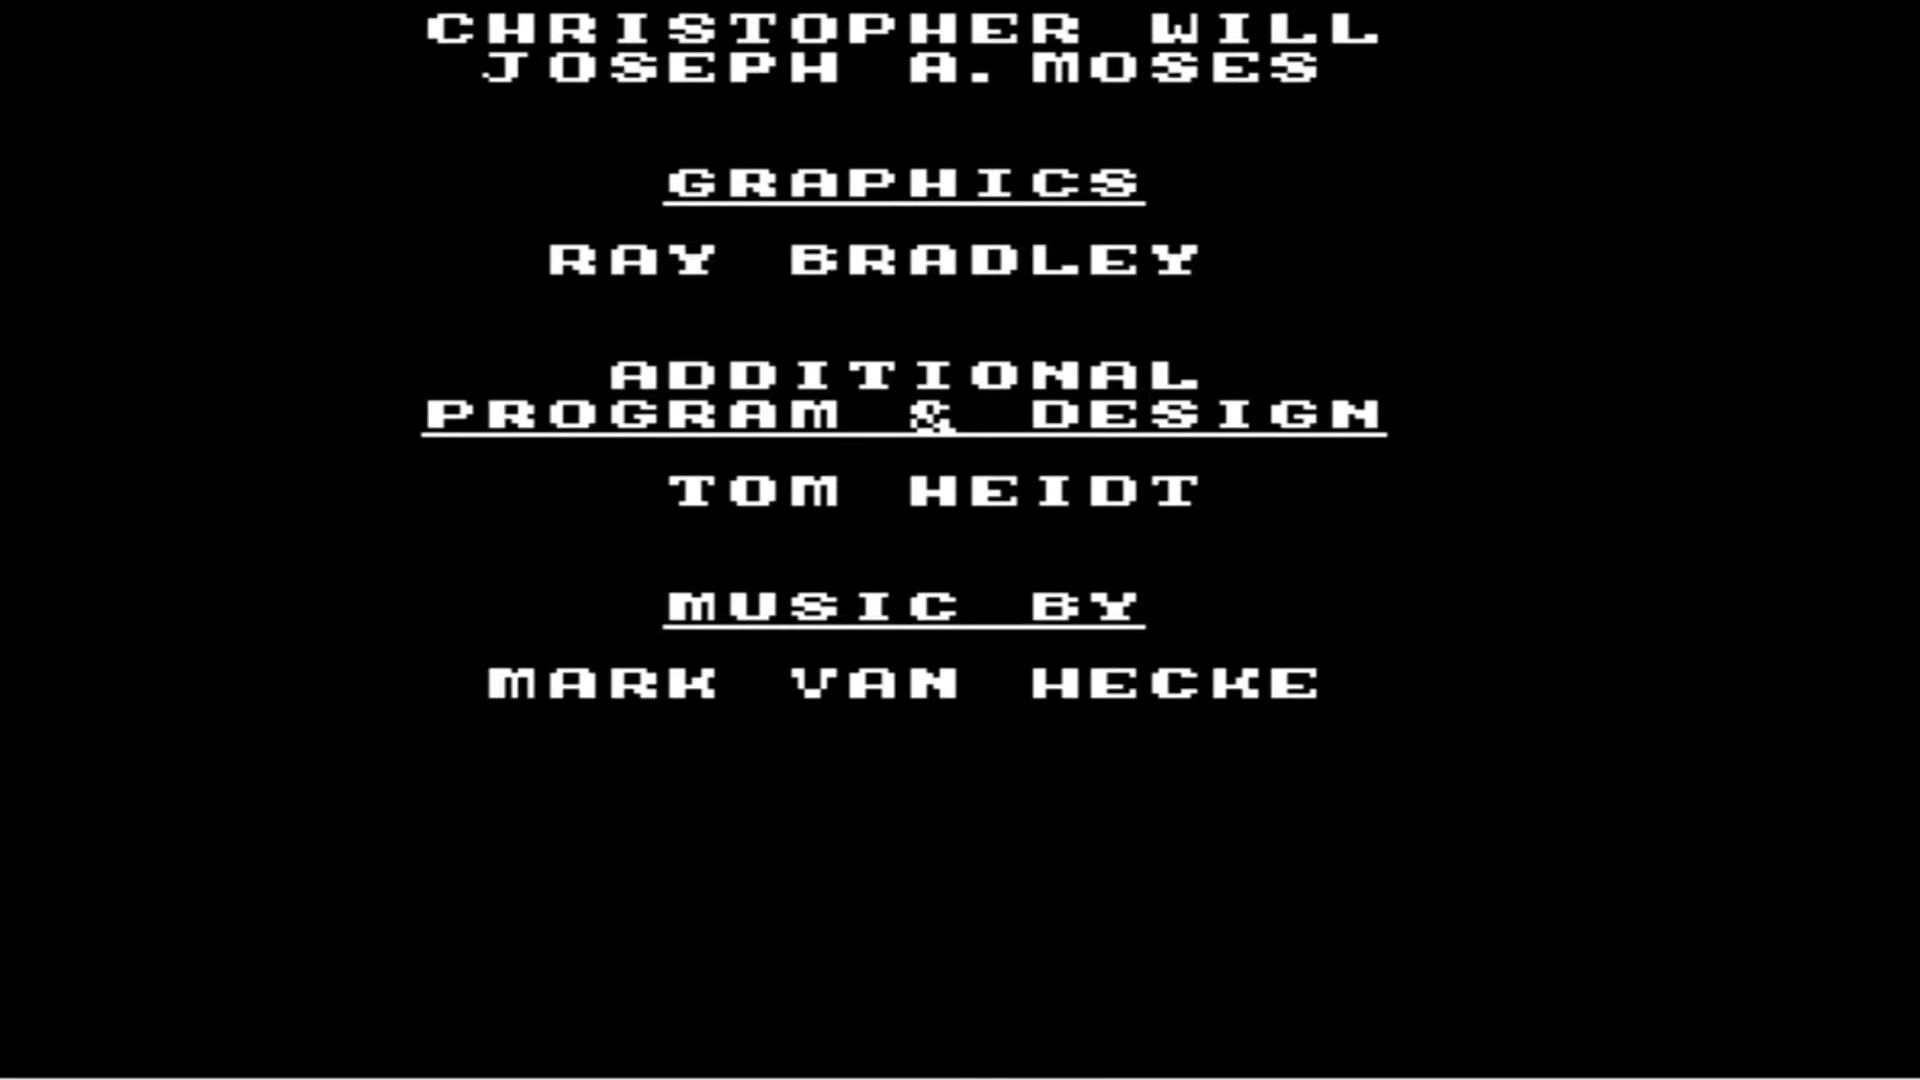 CHRISTOPHER WILL
JOSEPH A. MOSES
GRAPHICS
RAY BRADLEY
ADDITIONAL
PROGRAM & DESIGN
TOM HEIDT
MUSIC BY
MARK VAN HECKE